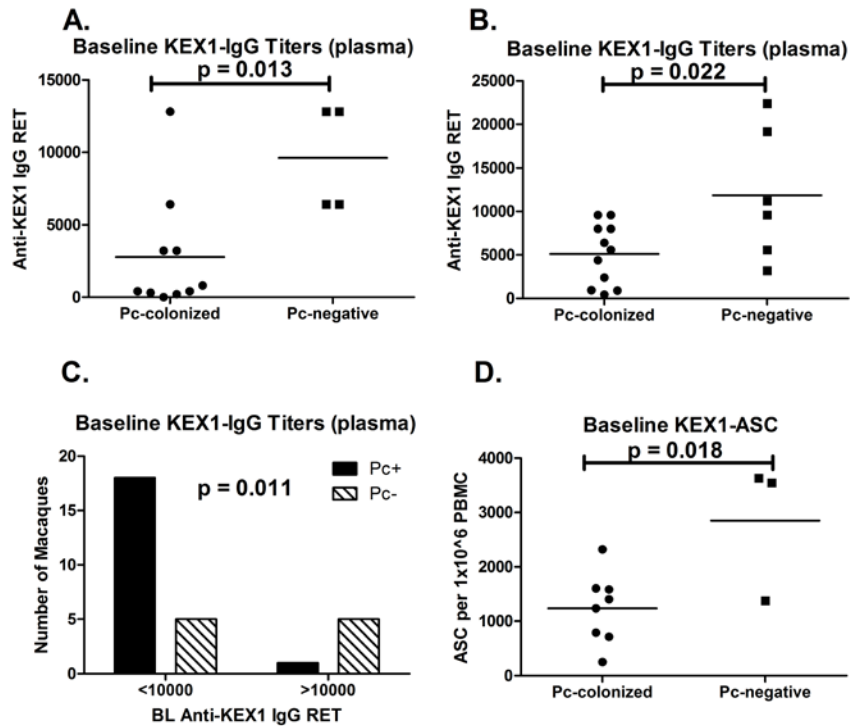 A.
Baseline KEX1-IgG Titers (plasma)
p = 0.013
15000
10000
5000
0
Anti-KEX1 IgG RET
Pc-colonized
Pc-negative
B.
Baseline KEX1-IgG Titers (plasma)
p = 0.022
25000
20000
15000
10000
5000
0
Anti-KEX1 IgG RET
Pc-colonized
Pc-negative
C.
Baseline KEX1-IgG Titers (plasma)
20
15
10
5
0
Number of Macaques
p = 0.011
Pc+
Pc-
<10000
>10000
BL Anti-KEX1 IgG RET
D.
Baseline KEX1-ASC
p = 0.018
4000
3000
2000
1000
0
ASC per 1x10^6 PBMC
Pc-colonized
Pc-negative